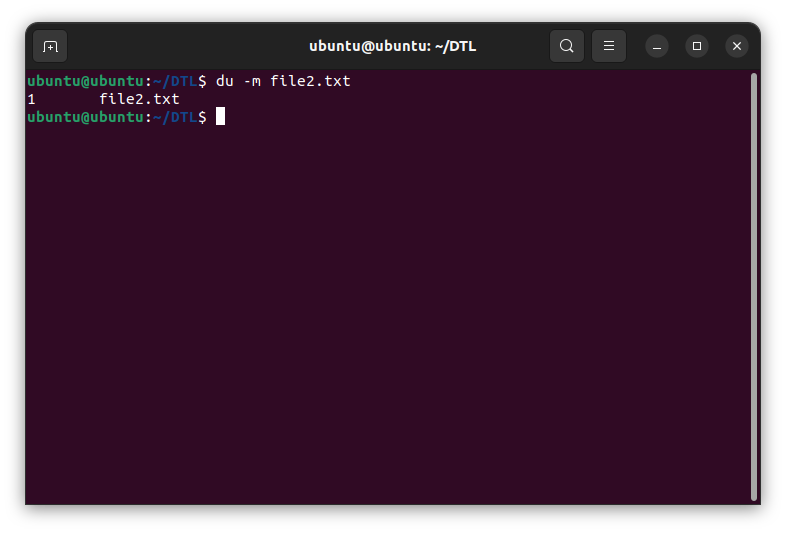 ubuntu@ubuntu: ~/DTL
ubuntu@ubuntu:~/DTL$ du -m file2.txt
1       file2.txt
ubuntu@ubuntu:~/DTL$